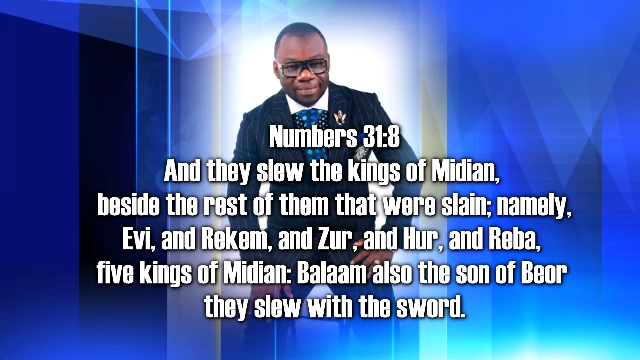 Numbers 31:8
And they slew the kings of Midian,
beside the rest of them that were slain; namely,
Evi, and Rekem, and Zur, and Hur, and Reba,
five kings of Midian: Balaam also the son of Beor
they slew with the sword.